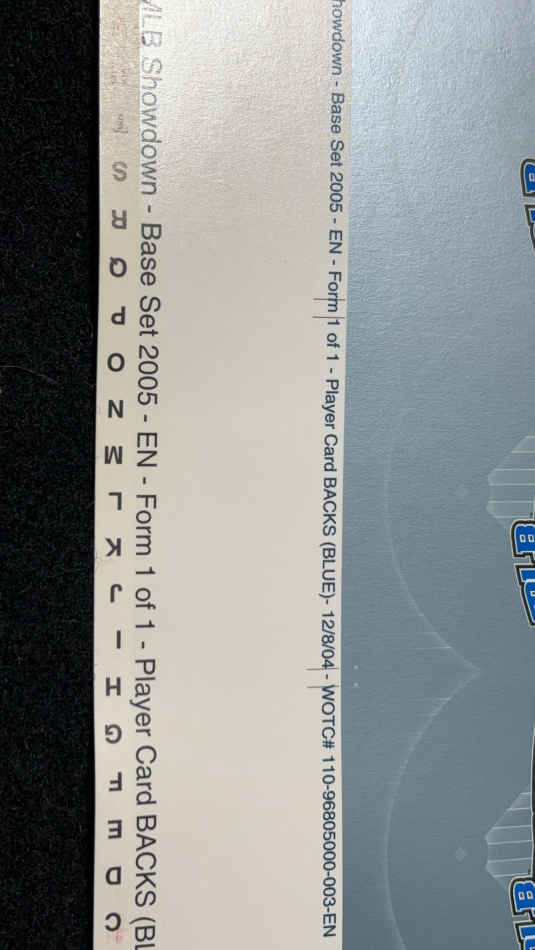 howdown - Base Set 2005 - EN - Form 1 of 1 - Player Card BACKS (BLUE)- 12/8/04 - WOTC# 110-96805000-003-EN
MLB Showdown - Base Set 2005 - EN - Form 1 of 1 - Player Card BACKS (BL
S R Q P O N M L K J I H G F E D C